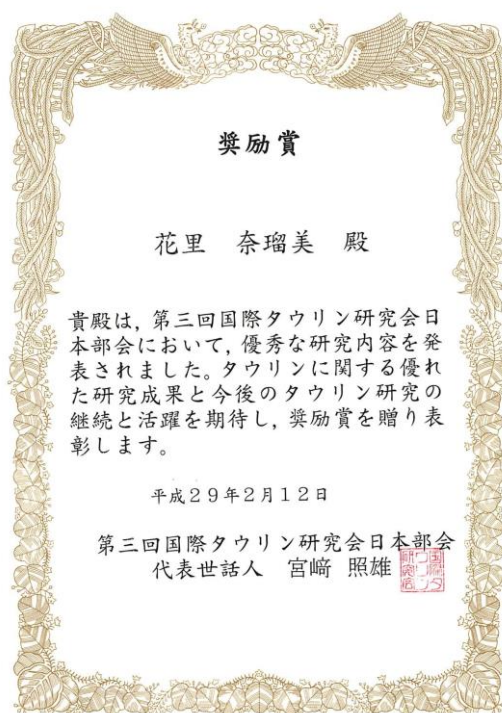 奨励賞
花里 奈瑠美 殿
貴殿は，第三回国際タウリン研究会日
本部会において，優秀な研究内容を発
表されました。タウリンに関する優れ
た研究成果と今後のタウリン研究の
継続と活躍を期待し，奨励賞を贈り表
彰します。
平成29年2月12日
第三回国際タウリン研究会日本部会
代表世話人 宮﨑 照雄